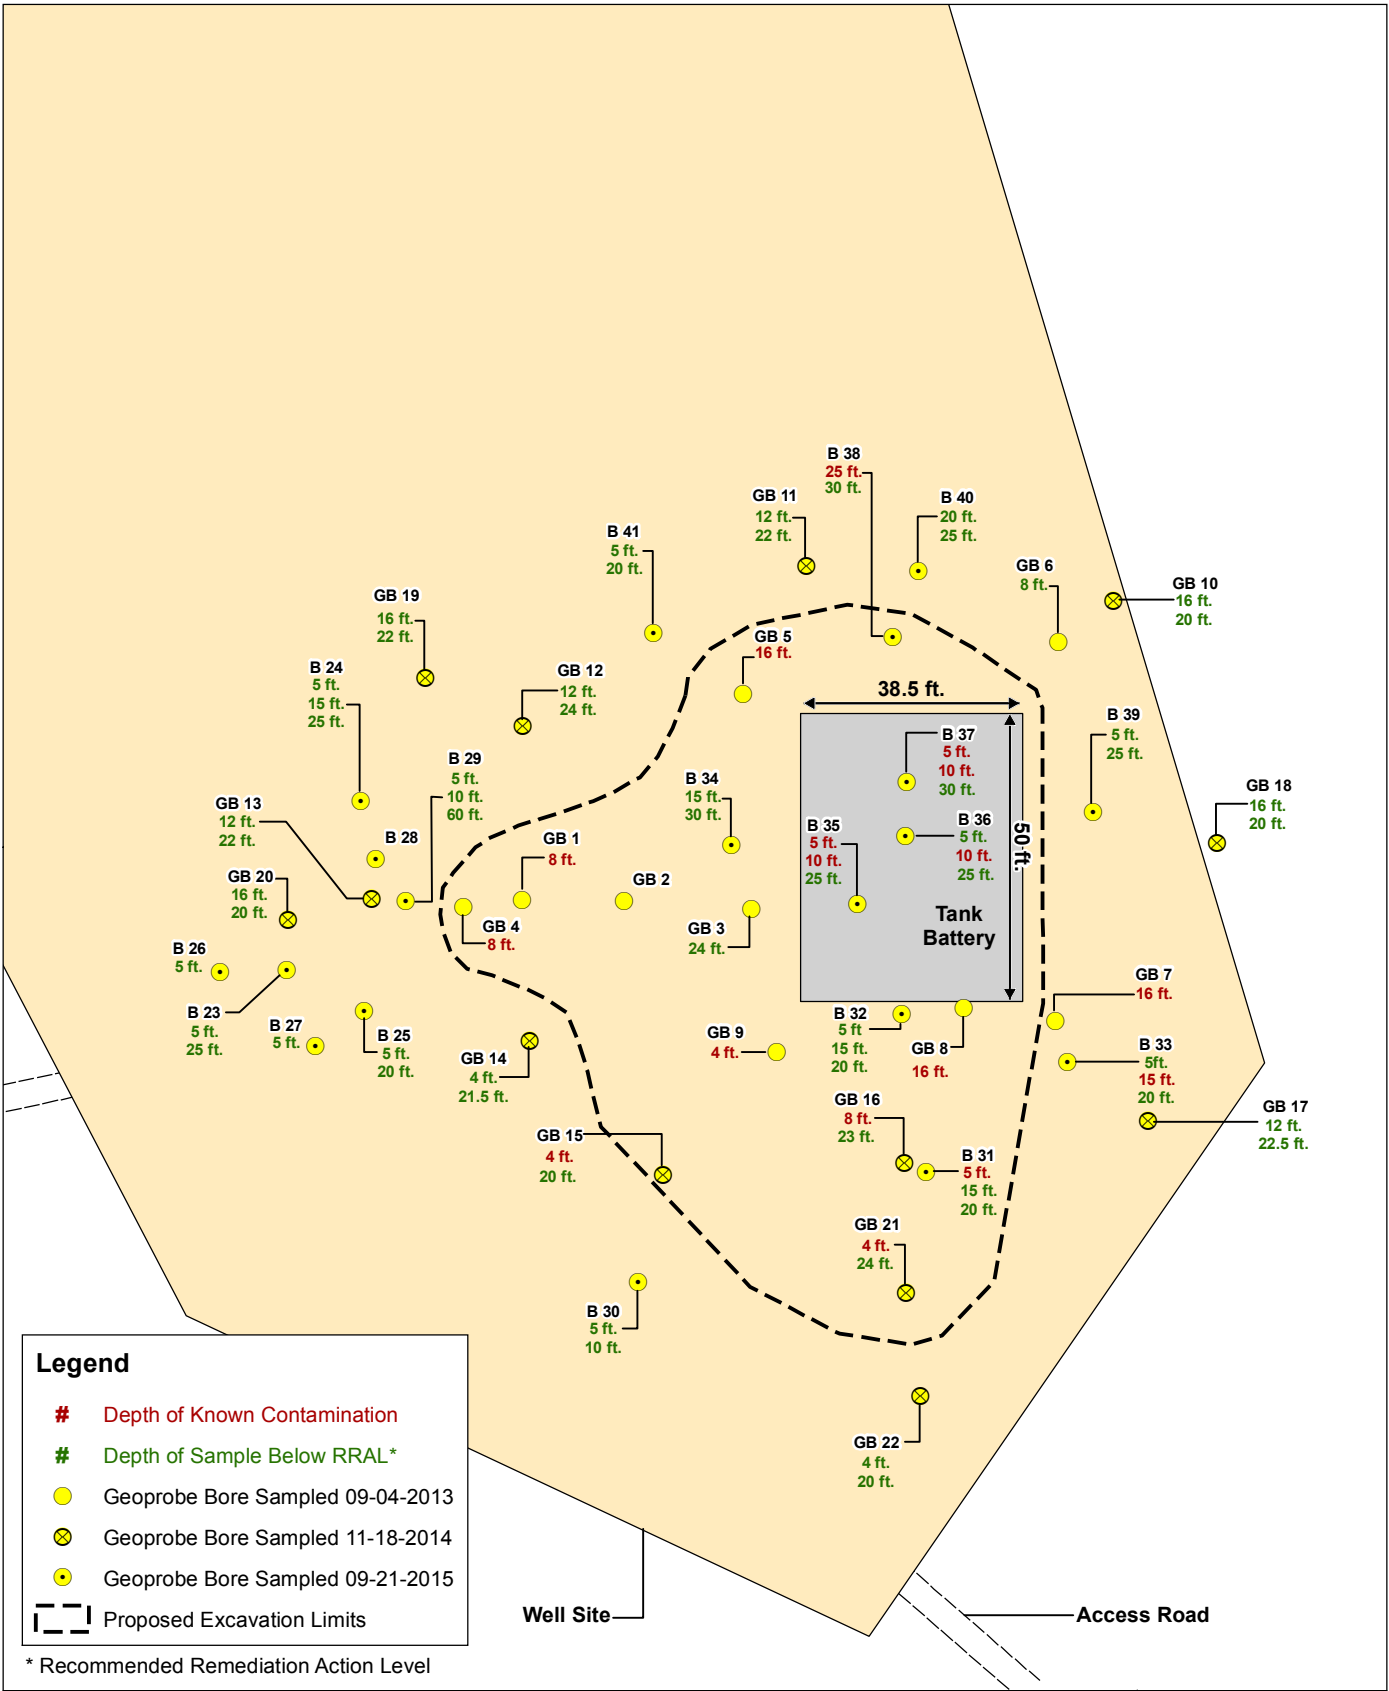 B 38
25 ft.
30 ft.
GB 11
12 ft.
22 ft.
B 40
20 ft.
25 ft.
B 41
5 ft.
20 ft.
GB 6
8 ft.
GB 10
16 ft.
20 ft.
GB 19
16 ft.
22 ft.
GB 5
16 ft.
B 24
5 ft.
15 ft.
25 ft.
GB 12
12 ft.
24 ft.
38.5 ft.
B 39
5 ft.
25 ft.
B 37
5 ft.
10 ft.
30 ft.
B 29
5 ft.
10 ft.
60 ft.
B 34
15 ft.
30 ft.
GB 18
16 ft.
20 ft.
GB 13
12 ft.
22 ft.
B 35
5 ft.
10 ft.
25 ft.
B 36
5 ft.
10 ft.
25 ft.
50 ft.
B 28
GB 1
8 ft.
GB 20
16 ft.
20 ft.
GB 2
GB 4
8 ft.
GB 3
24 ft.
Tank
Battery
B 26
5 ft.
GB 7
16 ft.
B 23
5 ft.
25 ft.
B 27
5 ft.
B 25
5 ft.
20 ft.
GB 14
4 ft.
21.5 ft.
GB 9
4 ft.
B 32
5 ft
15 ft.
20 ft.
GB 8
16 ft.
B 33
5ft.
15 ft.
20 ft.
GB 16
8 ft.
23 ft.
GB 17
12 ft.
22.5 ft.
GB 15
4 ft.
20 ft.
B 31
5 ft.
15 ft.
20 ft.
GB 21
4 ft.
24 ft.
B 30
5 ft.
10 ft.
GB 22
4 ft.
20 ft.
Legend
# Depth of Known Contamination
# Depth of Sample Below RRAL*
Geoprobe Bore Sampled 09-04-2013
Geoprobe Bore Sampled 11-18-2014
Geoprobe Bore Sampled 09-21-2015
Proposed Excavation Limits
* Recommended Remediation Action Level
Well Site
Access Road